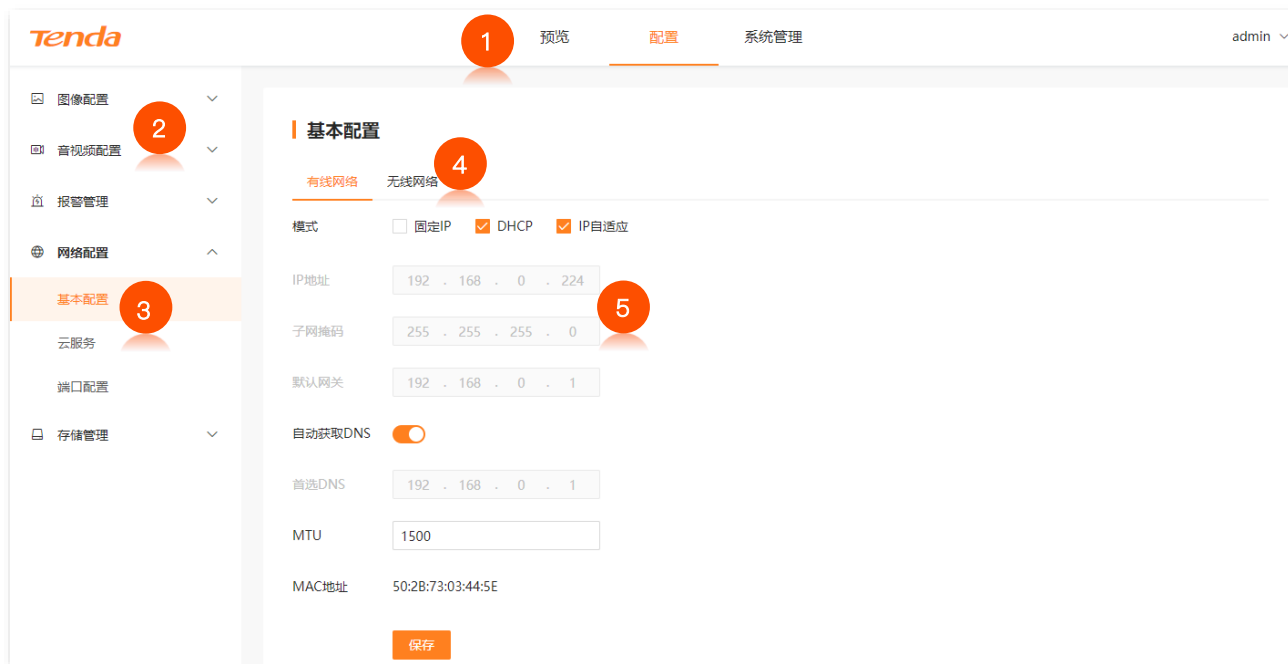 Tenda
1
预览
配置
系统管理
admin
图像配置
2
音视频配置
报警管理
网络配置
基本配置
3
云服务
端口配置
存储管理
基本配置
有线网络 无线网络
4
模式 固定IP DHCP IP自适应
IP地址 192 . 168 . 0 . 224
5
子网掩码 255 . 255 . 255 . 0
默认网关 192 . 168 . 0 . 1
自动获取DNS
首选DNS 192 . 168 . 0 . 1
MTU 1500
MAC地址 50:2B:73:03:44:5E
保存